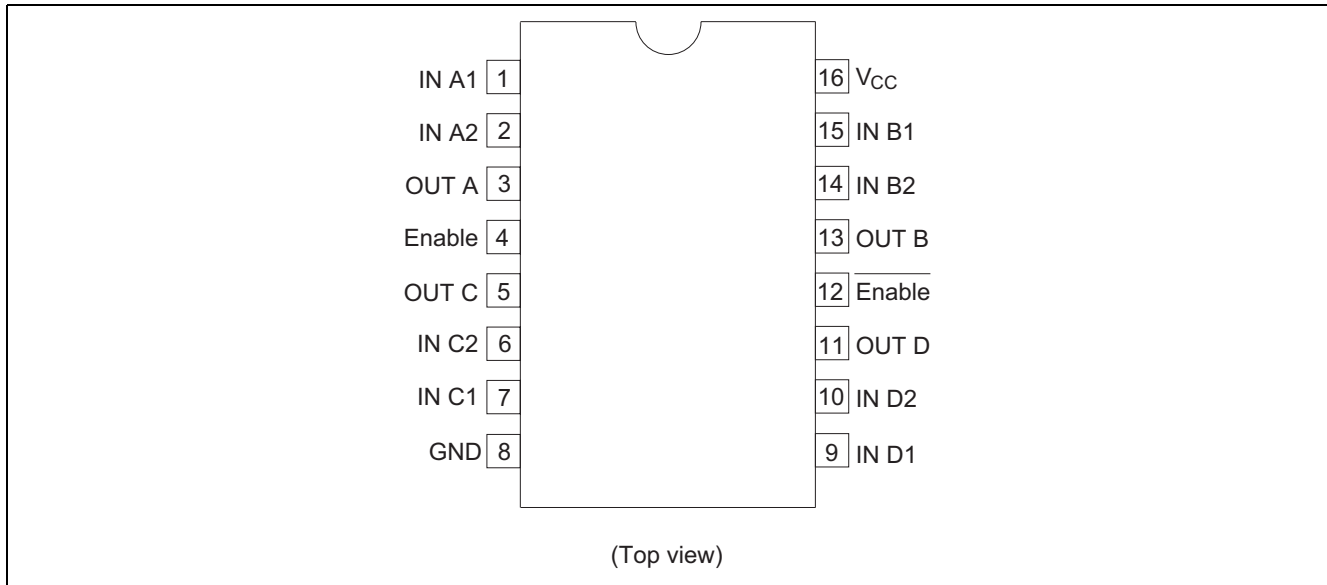 IN A1 1
IN A2 2
OUT A 3
Enable 4
OUT C 5
IN C2 6
IN C1 7
GND 8
16 VCC
15 IN B1
14 IN B2
13 OUT B
12 Enable
11 OUT D
10 IN D2
9 IN D1
(Top view)